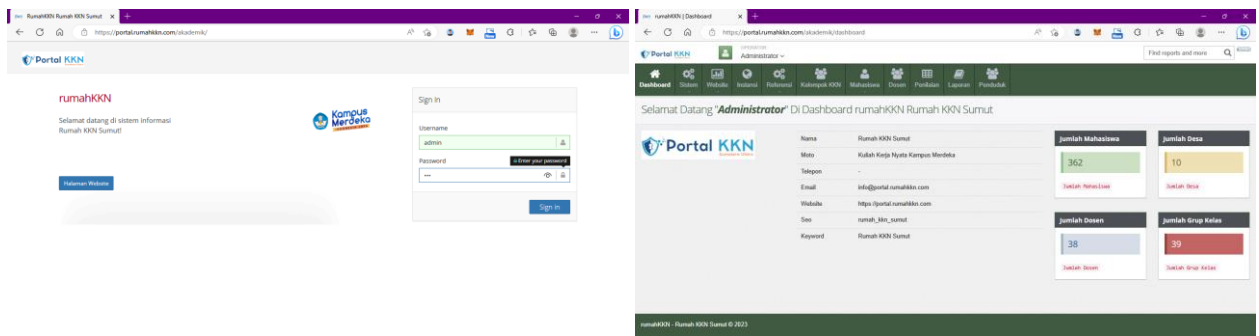 RumahKKN Rumah KKN Sumut
https://portal.rumahkkn.com/akademik/
Portal KKN
rumahKKN
Selamat datang di sistem informasi
Rumah KKN Sumut!
Kampus
Merdeka
Halaman Website
Sign In
Username
admin
Password
Enter your password
Sign In
rumahKKN | Dashboard
https://portal.rumahkkn.com/akademik/dashboard
Portal KKN
OPERATOR
Administrator
Find reports and more
Dashboard Sistem Website Instansi Referensi Kelompok KKN Mahasiswa Dosen Penilaian Laporan Penduduk
Selamat Datang "Administrator" Di Dashboard rumahKKN Rumah KKN Sumut
Portal KKN
Nama Rumah KKN Sumut
Moto Kuliah Kerja Nyata Kampus Merdeka
Telepon -
Email info@portal.rumahkkn.com
Website https://portal.rumahkkn.com
Seo rumah_kkn_sumut
Keyword Rumah KKN Sumut
Jumlah Mahasiswa
362
Jumlah Mahasiswa
Jumlah Desa
10
Jumlah Desa
Jumlah Dosen
38
Jumlah Dosen
Jumlah Grup Kelas
39
Jumlah Grup Kelas
rumahKKN - Rumah KKN Sumut © 2023